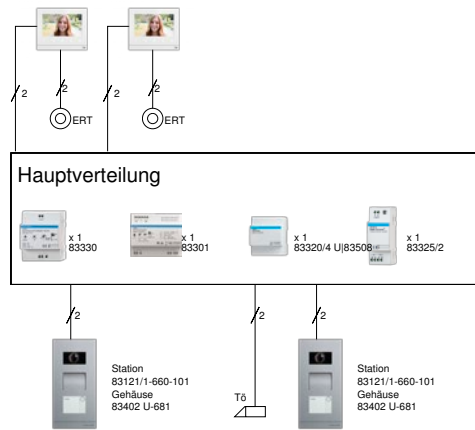 2
2
2
2
ERT
ERT
Hauptverteilung
x 1
83330
x 1
83301
x 1
83320/4 U|83508
x 1
83325/2
2
2
2
Station
83121/1-660-101
Gehäuse
83402 U-681
Tö
Station
83121/1-660-101
Gehäuse
83402 U-681